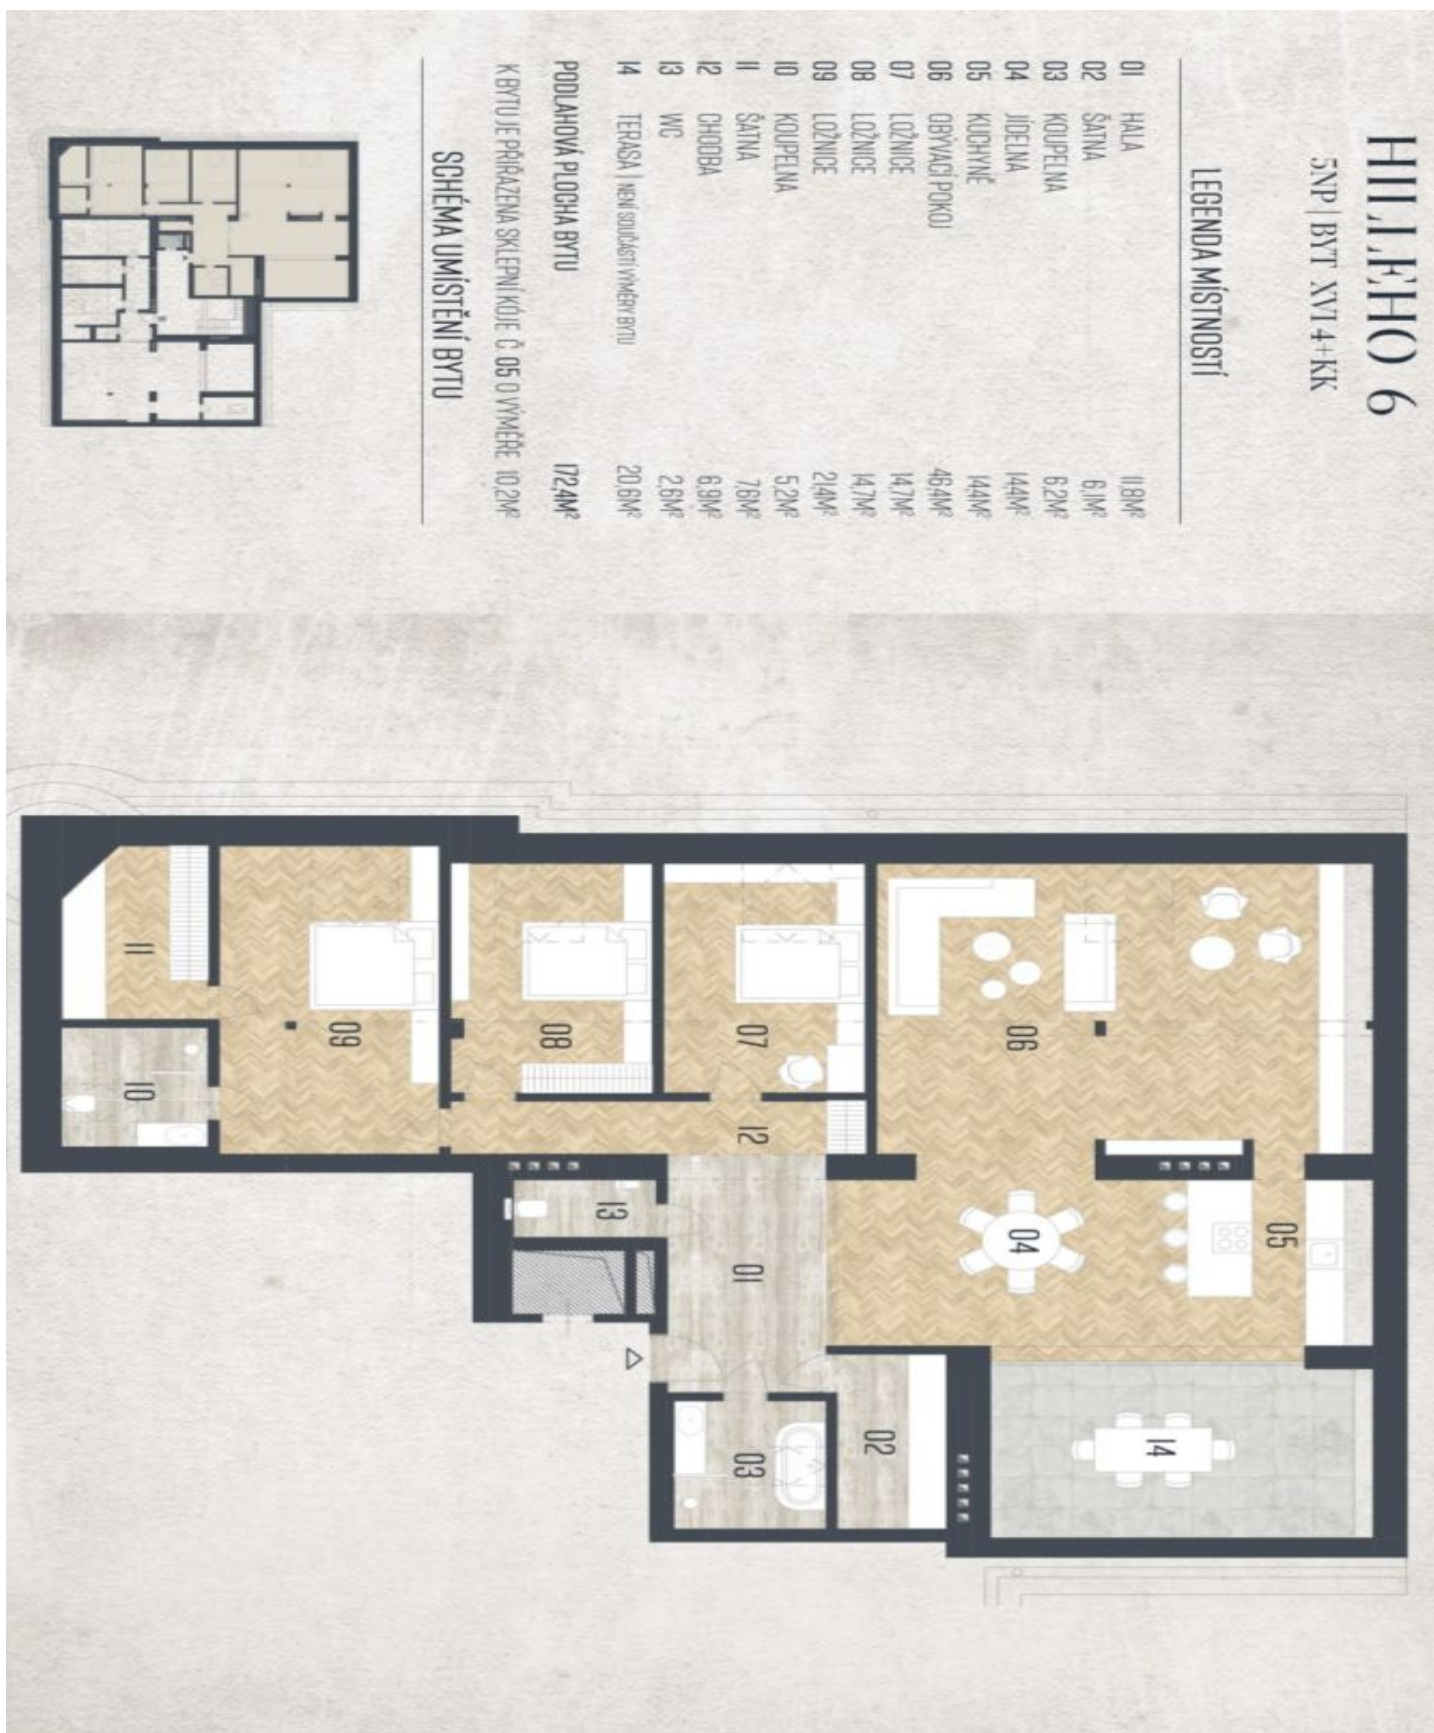 HILLEHO 6
5NP | BYT XVI 4+KK
LEGENDA MÍSTNOSTÍ
01 HALA 11,8M²
02 ŠATNA 6,1M²
03 KOUPELNA 6,2M²
04 JÍDELNA 14,4M²
05 KUCHYNĚ 14,4M²
06 OBÝVACÍ POKOJ 46,4M²
07 LOŽNICE 14,7M²
08 LOŽNICE 14,7M²
09 LOŽNICE 21,4M²
10 KOUPELNA 5,2M²
11 ŠATNA 7,6M²
12 CHODBA 6,9M²
13 WC 2,6M²
14 TERASA | NENÍ SOUČÁSTÍ VÝMĚRY BYTU 20,6M²
PODLAHOVÁ PLOCHA BYTU 172,4M²
K BYTU JE PŘIŘAZENA SKLEPNÍ KÓJE Č. 05 O VÝMĚŘE 10,2M²
SCHÉMA UMÍSTĚNÍ BYTU
06
05
04
14
07
12
01
02
03
08
13
09
11
10